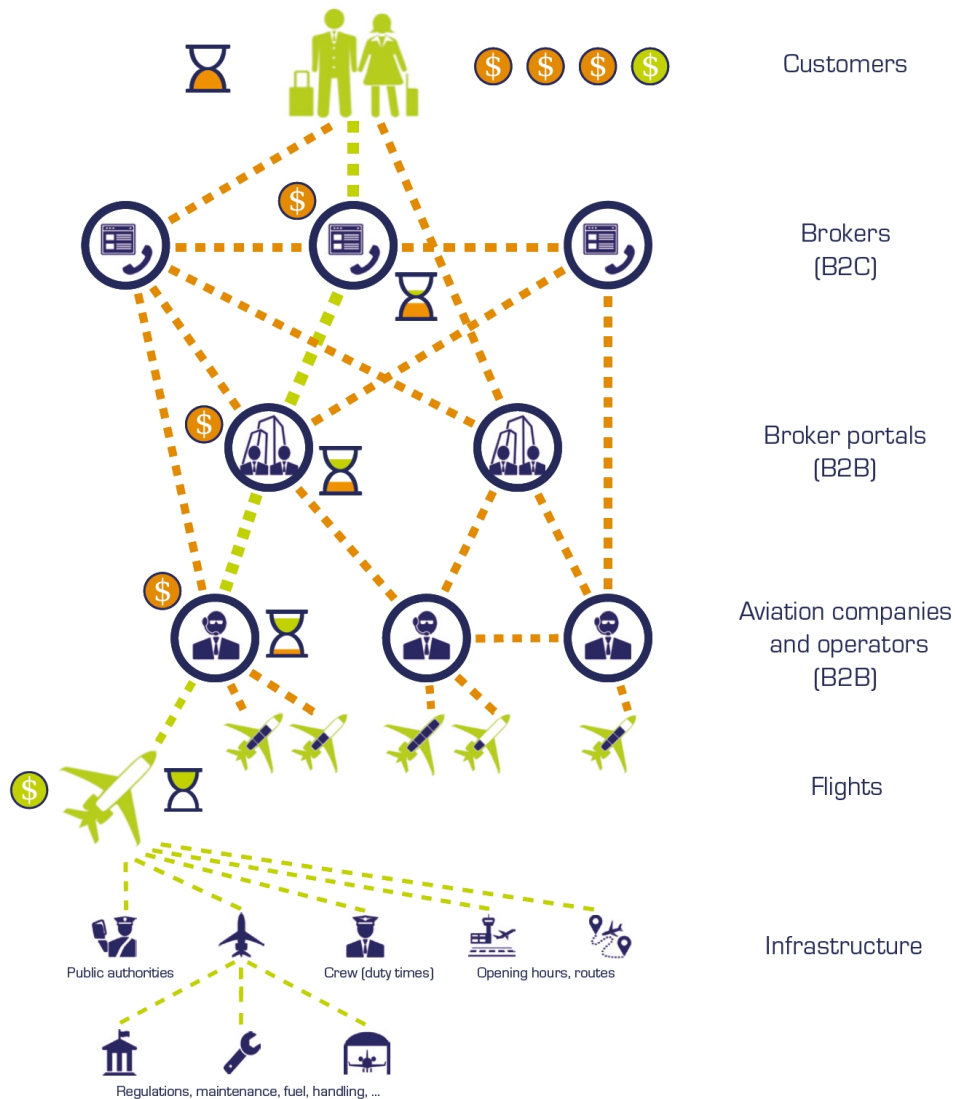 $ $ $ $
Customers
$
Brokers
(B2C)
$
Broker portals
(B2B)
$
Aviation companies
and operators
(B2B)
$
Flights
Infrastructure
Public authorities
Crew (duty times)
Opening hours, routes
Regulations, maintenance, fuel, handling, ...